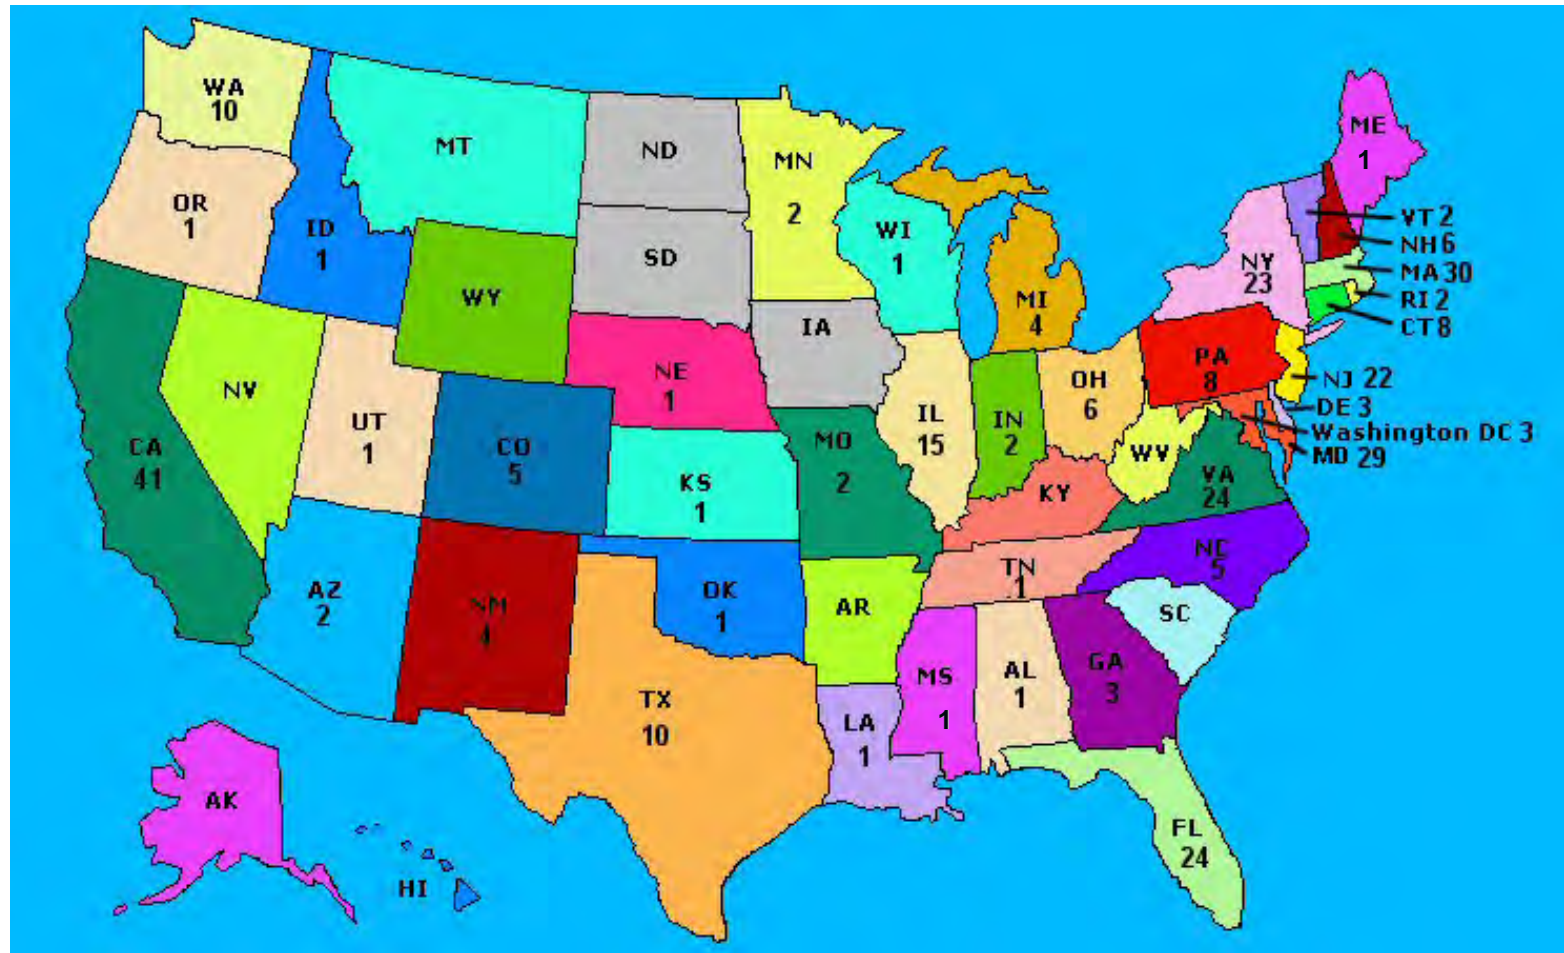 WA
10
OR
1
CA
41
NV
ID
1
MT
WY
UT
1
CO
5
AZ
2
NM
4
ND
SD
NE
1
KS
1
OK
1
TX
10
MN
2
IA
MO
2
AR
LA
1
WI
1
IL
15
MI
4
IN
2
OH
6
KY
TN
1
MS
1
AL
1
GA
3
FL
24
SC
NC
5
VA
24
WV
PA
8
NY
23
ME
1
VT 2
NH 6
MA 30
RI 2
CT 8
NJ 22
DE 3
Washington DC 3
MD 29
AK
HI